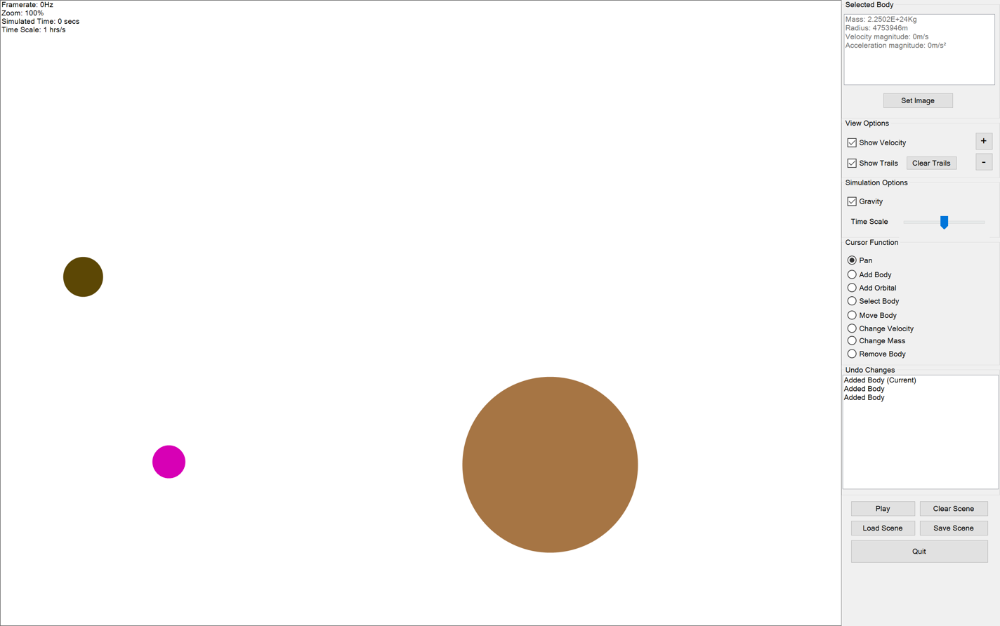 Framerate: 0Hz
Zoom: 100%
Simulated Time: 0 secs
Time Scale: 1 hrs/s
Selected Body
Mass: 2.2502E+24Kg
Radius: 4753946m
Velocity magnitude: 0m/s
Acceleration magnitude: 0m/s²
Set Image
View Options
Show Velocity
+
Show Trails
Clear Trails
-
Simulation Options
Gravity
Time Scale
Cursor Function
Pan
Add Body
Add Orbital
Select Body
Move Body
Change Velocity
Change Mass
Remove Body
Undo Changes
Added Body (Current)
Added Body
Added Body
Play
Clear Scene
Load Scene
Save Scene
Quit